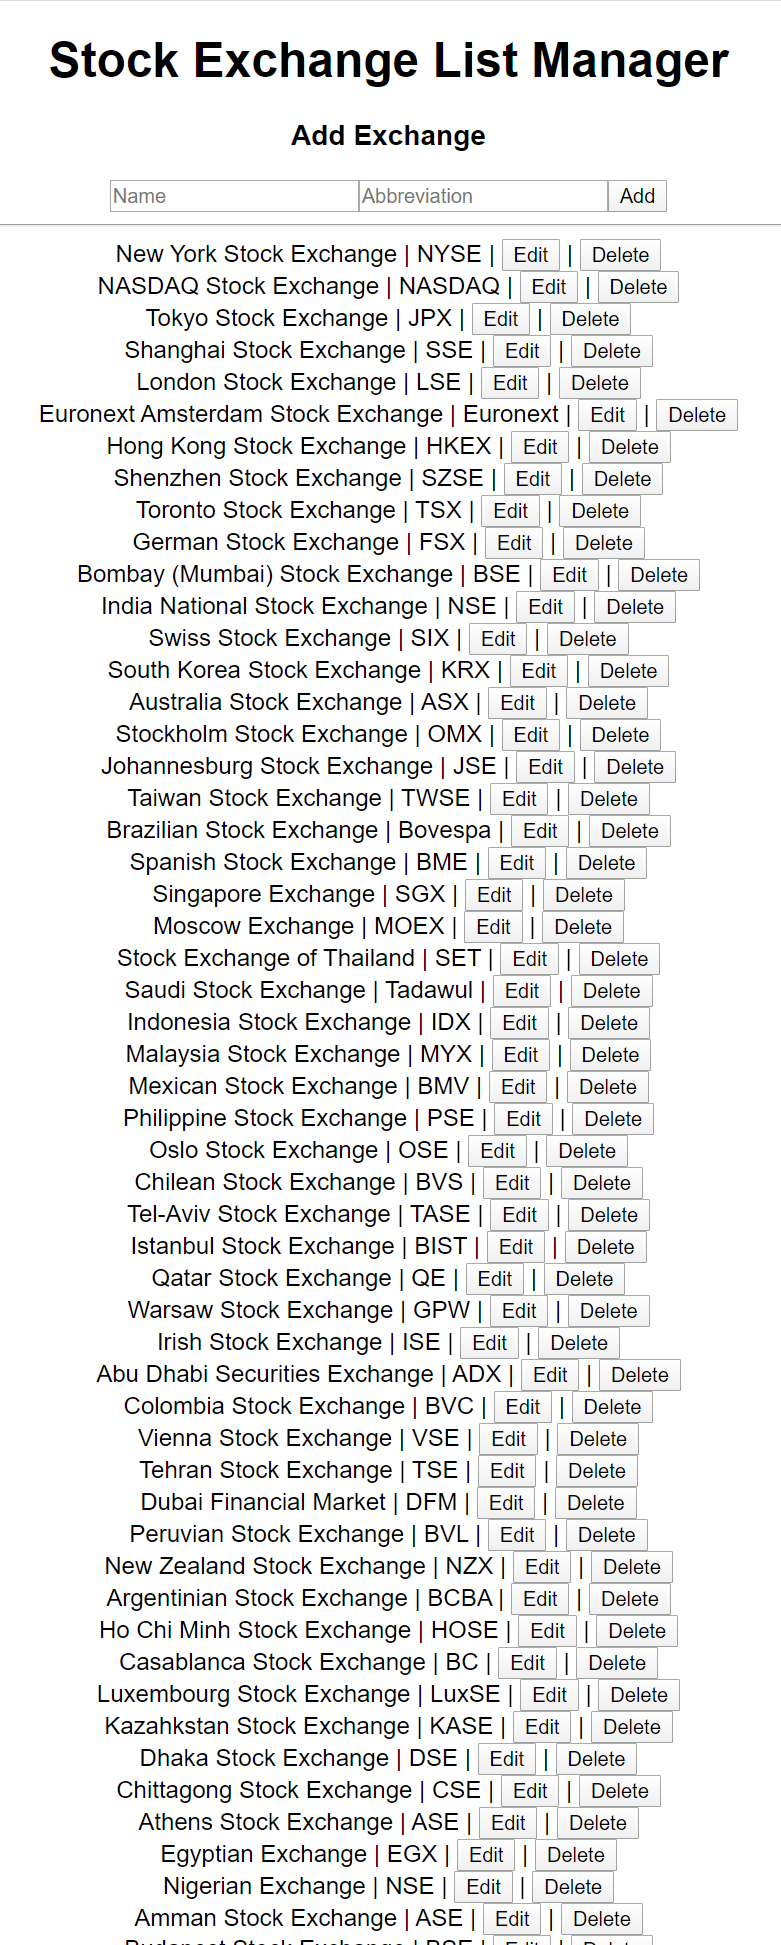 Stock Exchange List Manager
Add Exchange
Name Abbreviation Add
New York Stock Exchange | NYSE | Edit | Delete
NASDAQ Stock Exchange | NASDAQ | Edit | Delete
Tokyo Stock Exchange | JPX | Edit | Delete
Shanghai Stock Exchange | SSE | Edit | Delete
London Stock Exchange | LSE | Edit | Delete
Euronext Amsterdam Stock Exchange | Euronext | Edit | Delete
Hong Kong Stock Exchange | HKEX | Edit | Delete
Shenzhen Stock Exchange | SZSE | Edit | Delete
Toronto Stock Exchange | TSX | Edit | Delete
German Stock Exchange | FSX | Edit | Delete
Bombay (Mumbai) Stock Exchange | BSE | Edit | Delete
India National Stock Exchange | NSE | Edit | Delete
Swiss Stock Exchange | SIX | Edit | Delete
South Korea Stock Exchange | KRX | Edit | Delete
Australia Stock Exchange | ASX | Edit | Delete
Stockholm Stock Exchange | OMX | Edit | Delete
Johannesburg Stock Exchange | JSE | Edit | Delete
Taiwan Stock Exchange | TWSE | Edit | Delete
Brazilian Stock Exchange | Bovespa | Edit | Delete
Spanish Stock Exchange | BME | Edit | Delete
Singapore Exchange | SGX | Edit | Delete
Moscow Exchange | MOEX | Edit | Delete
Stock Exchange of Thailand | SET | Edit | Delete
Saudi Stock Exchange | Tadawul | Edit | Delete
Indonesia Stock Exchange | IDX | Edit | Delete
Malaysia Stock Exchange | MYX | Edit | Delete
Mexican Stock Exchange | BMV | Edit | Delete
Philippine Stock Exchange | PSE | Edit | Delete
Oslo Stock Exchange | OSE | Edit | Delete
Chilean Stock Exchange | BVS | Edit | Delete
Tel-Aviv Stock Exchange | TASE | Edit | Delete
Istanbul Stock Exchange | BIST | Edit | Delete
Qatar Stock Exchange | QE | Edit | Delete
Warsaw Stock Exchange | GPW | Edit | Delete
Irish Stock Exchange | ISE | Edit | Delete
Abu Dhabi Securities Exchange | ADX | Edit | Delete
Colombia Stock Exchange | BVC | Edit | Delete
Vienna Stock Exchange | VSE | Edit | Delete
Tehran Stock Exchange | TSE | Edit | Delete
Dubai Financial Market | DFM | Edit | Delete
Peruvian Stock Exchange | BVL | Edit | Delete
New Zealand Stock Exchange | NZX | Edit | Delete
Argentinian Stock Exchange | BCBA | Edit | Delete
Ho Chi Minh Stock Exchange | HOSE | Edit | Delete
Casablanca Stock Exchange | BC | Edit | Delete
Luxembourg Stock Exchange | LuxSE | Edit | Delete
Kazahkstan Stock Exchange | KASE | Edit | Delete
Dhaka Stock Exchange | DSE | Edit | Delete
Chittagong Stock Exchange | CSE | Edit | Delete
Athens Stock Exchange | ASE | Edit | Delete
Egyptian Exchange | EGX | Edit | Delete
Nigerian Exchange | NSE | Edit | Delete
Amman Stock Exchange | ASE | Edit | Delete